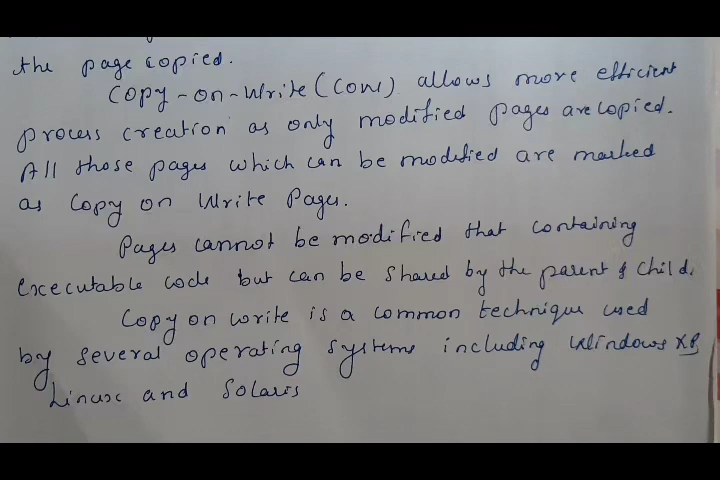 the page copied.
Copy-on-Write (COW) allows more efficient
process creation as only modified pages are copied.
All those pages which can be modified are marked
as Copy on Write Pages.
Pages cannot be modified that containing
executable code but can be shared by the parent & child.
Copy on write is a common technique used
by several operating systems including Windows XP,
Linux and Solaris